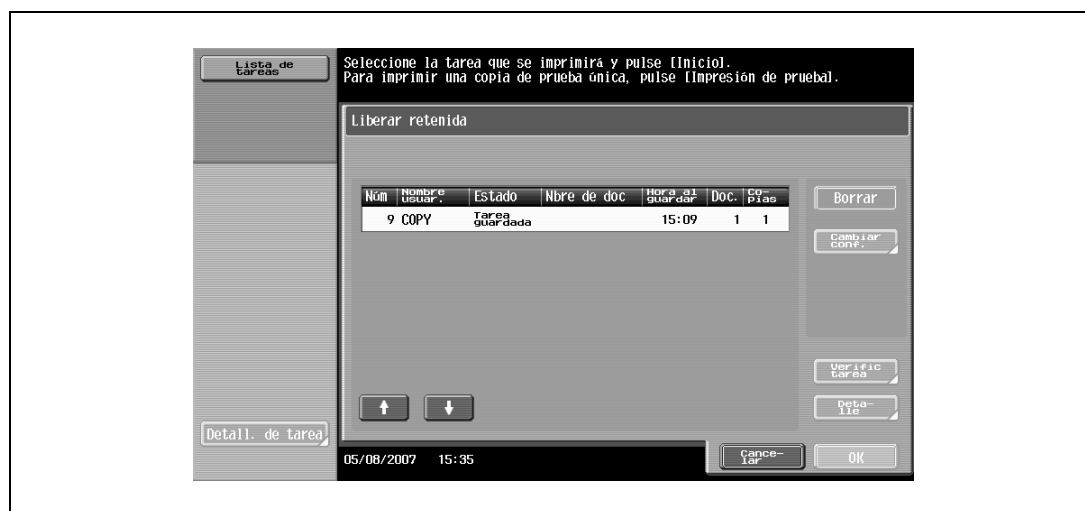 Lista de
tareas
Seleccione la tarea que se imprimirá y pulse [Inicio].
Para imprimir una copia de prueba única, pulse [Impresión de prueba].
Liberar retenida
Núm Nombre usuar. Estado Nbre de doc Hora al guardar Doc. Co-pias
9 COPY Tarea guardada 15:09 1 1
Borrar
Cambiar
conf.
Verific
tarea
Deta-
lle
Detall. de tarea
05/08/2007 15:35
Cance-
lar
OK